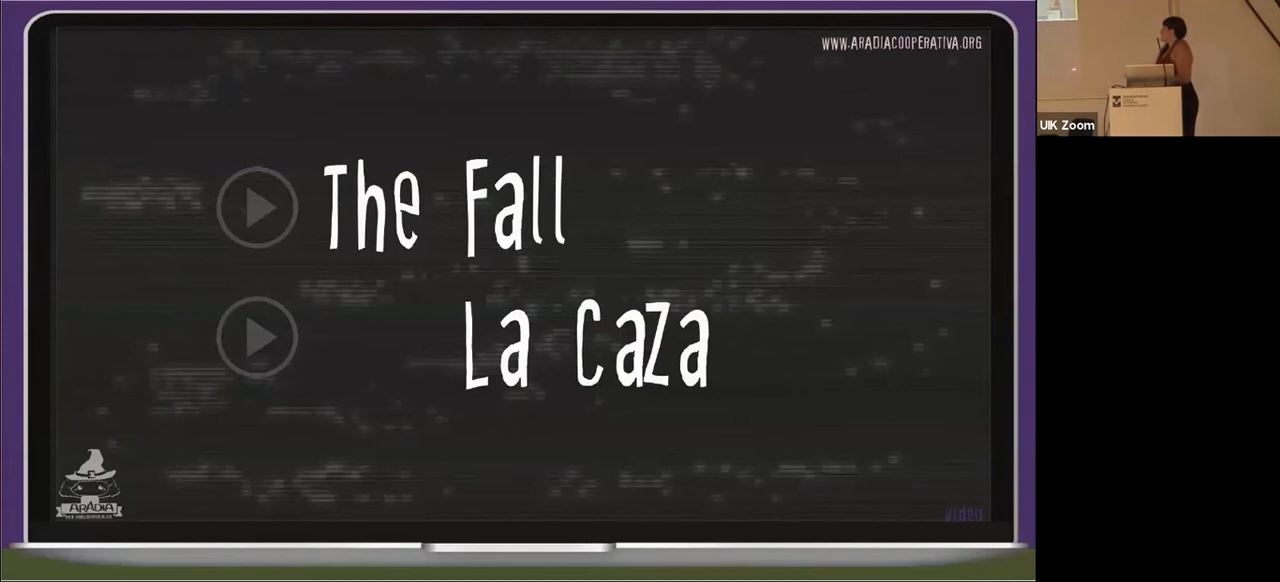 WWW.ARADIACOOPERATIVA.ORG
The Fall
La Caza
ARADIA
video
UIK Zoom